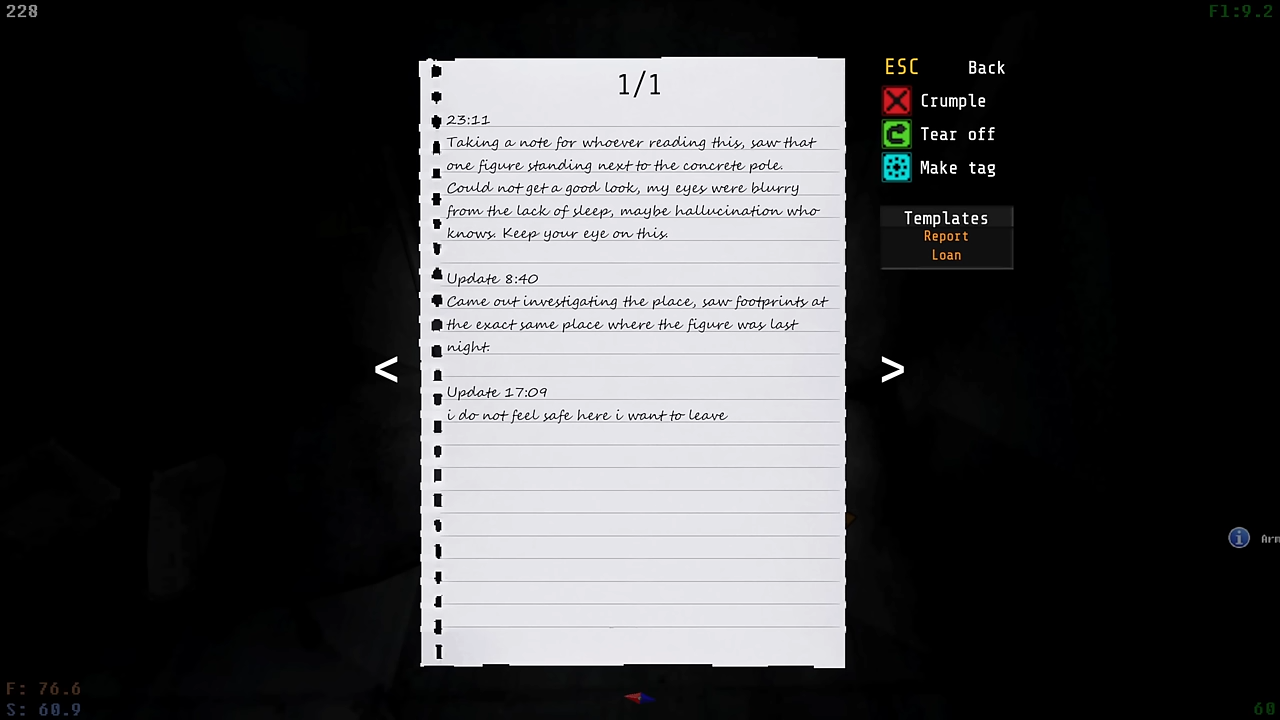 228
F1:9.2
ESC Back
1/1
Crumple
Tear off
Make tag
Templates
Report
Loan
23:11
Taking a note for whoever reading this, saw that
one figure standing next to the concrete pole.
Could not get a good look, my eyes were blurry
from the lack of sleep, maybe hallucination who
knows. Keep your eye on this.
Update 8:40
Came out investigating the place, saw footprints at
the exact same place where the figure was last
night.
Update 17:09
i do not feel safe here i want to leave
<
>
Arm
F: 76.6
S: 60.9
60